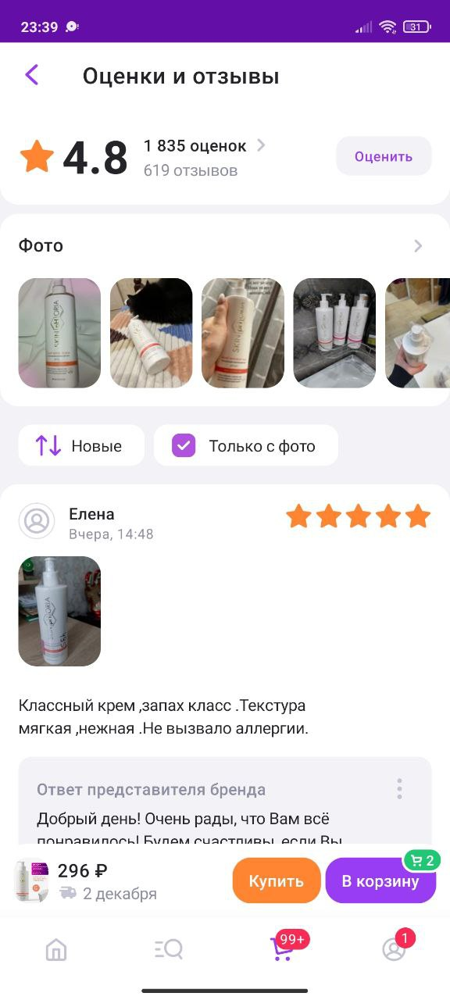 23:39
31
Оценки и отзывы
4.8
1 835 оценок
619 отзывов
Оценить
Фото
Новые
Только с фото
Елена
Вчера, 14:48
Классный крем ,запах класс .Текстура
мягкая ,нежная .Не вызвало аллергии.
Ответ представителя бренда
Добрый день! Очень рады, что Вам всё
понравилось! Будем счастливы, если Вы
296 ₽
2 декабря
Купить
В корзину
2
99+
1